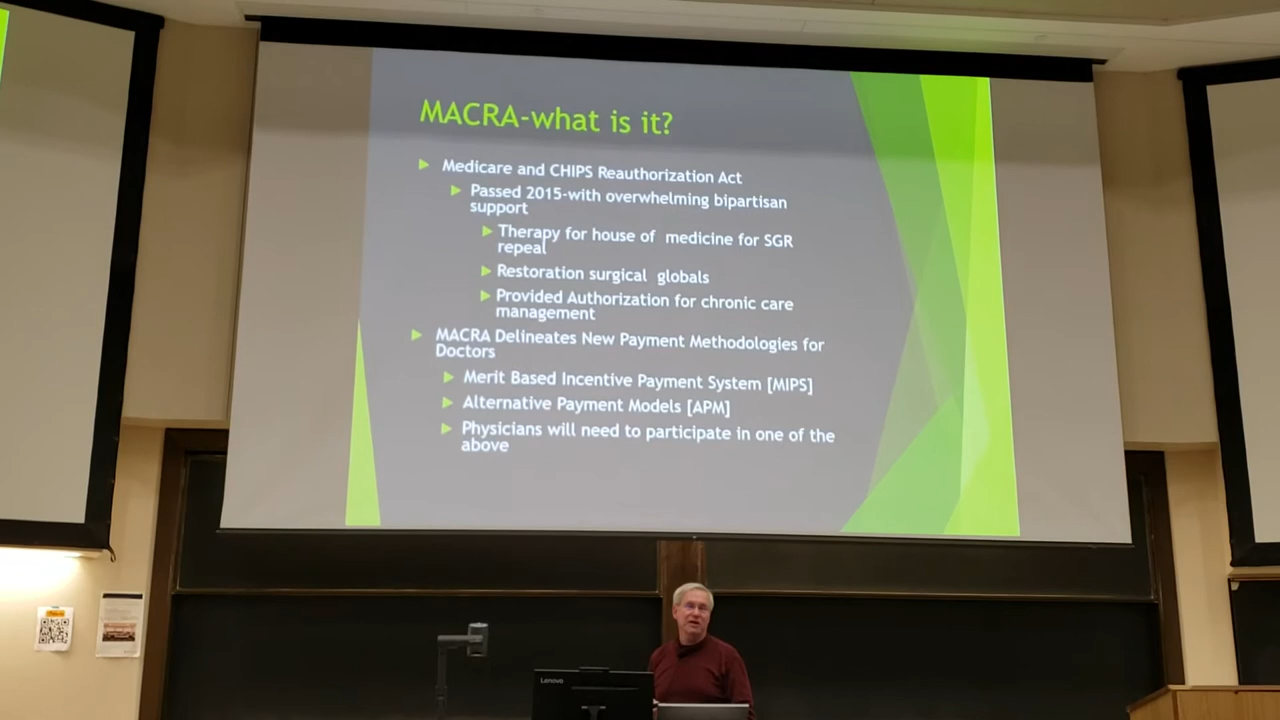 MACRA-what is it?
Medicare and CHIPS Reauthorization Act
Passed 2015-with overwhelming bipartisan
support
Therapy for house of medicine for SGR
repeal
Restoration surgical globals
Provided Authorization for chronic care
management
MACRA Delineates New Payment Methodologies for
Doctors
Merit Based Incentive Payment System [MIPS]
Alternative Payment Models [APM]
Physicians will need to participate in one of the
above
Lenovo